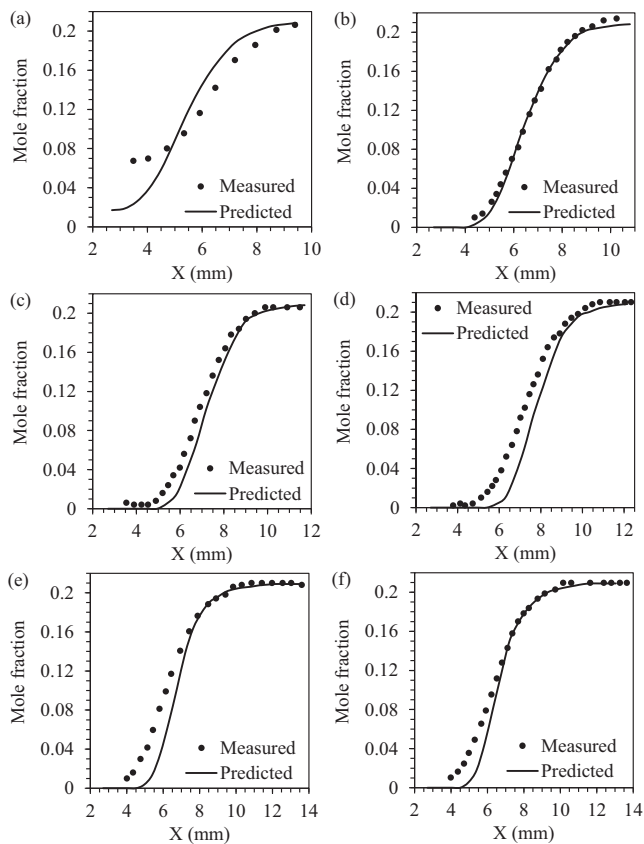 (a)
0.2
0.16
0.12
0.08
0.04
0
Mole fraction
Measured
Predicted
2 4 6 8 10
X (mm)
(b)
0.2
0.16
0.12
0.08
0.04
0
Mole fraction
Measured
Predicted
2 4 6 8 10
X (mm)
(c)
0.2
0.16
0.12
0.08
0.04
0
Mole fraction
Measured
Predicted
2 4 6 8 10 12
X (mm)
(d)
0.2
0.16
0.12
0.08
0.04
0
Mole fraction
Measured
Predicted
2 4 6 8 10 12
X (mm)
(e)
0.2
0.16
0.12
0.08
0.04
0
Mole fraction
Measured
Predicted
2 4 6 8 10 12 14
X (mm)
(f)
0.2
0.16
0.12
0.08
0.04
0
Mole fraction
Measured
Predicted
2 4 6 8 10 12 14
X (mm)